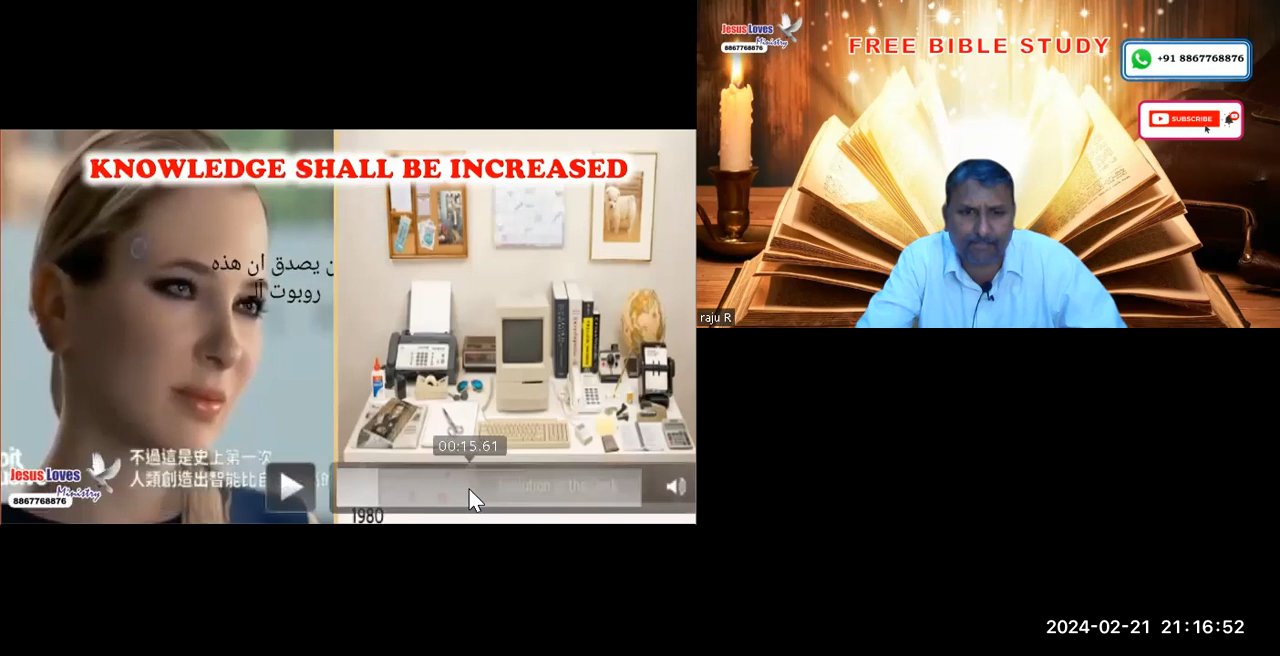 KNOWLEDGE SHALL BE INCREASED
ن يصدق ان هذه
روبوت
不過這是史上第一次
人類創造出智能比自
Jesus Loves
Ministry
8867768876
00:15.61
1980
Jesus Loves
Ministry
8867768876
FREE BIBLE STUDY
+91 8867768876
SUBSCRIBE
raju R
2024-02-21 21:16:52